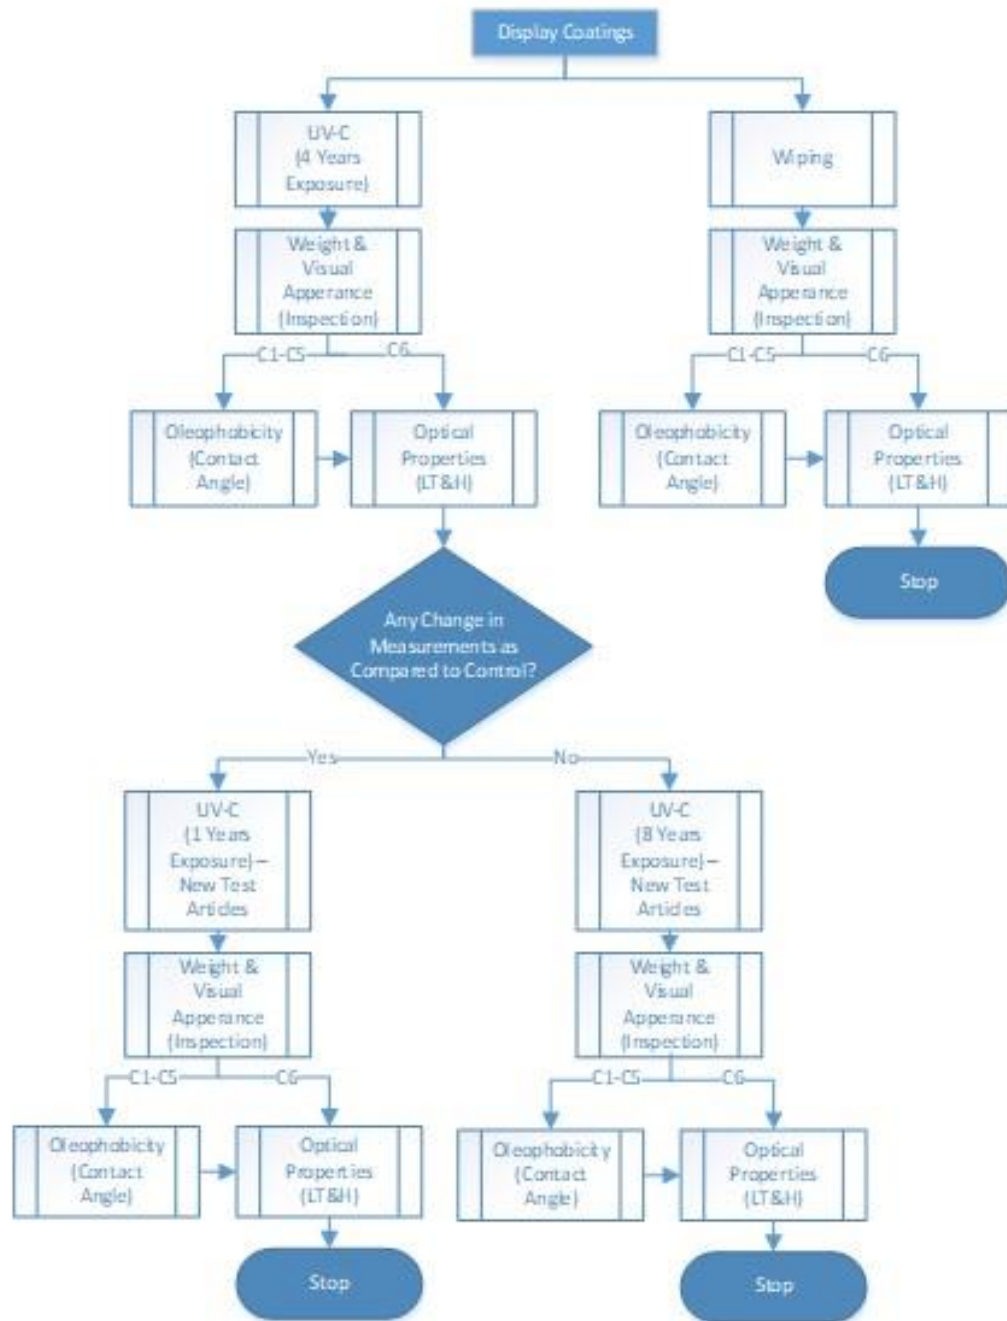 Display Coatings
UV-C
(4 Years
Exposure)
Wiping
Weight &
Visual
Apperance
(Inspection)
Weight &
Visual
Apperance
(Inspection)
C1-C5
C6
C1-C5
C6
Oleophobicity
(Contact
Angle)
Optical
Properties
(LT&H)
Oleophobicity
(Contact
Angle)
Optical
Properties
(LT&H)
Stop
Any Change in
Measurements as
Compared to Control?
Yes
No
UV-C
(1 Years
Exposure) –
New Test
Articles
UV-C
(8 Years
Exposure) –
New Test
Articles
Weight &
Visual
Apperance
(Inspection)
Weight &
Visual
Apperance
(Inspection)
C1-C5
C6
C1-C5
C6
Oleophobicity
(Contact
Angle)
Optical
Properties
(LT&H)
Oleophobicity
(Contact
Angle)
Optical
Properties
(LT&H)
Stop
Stop